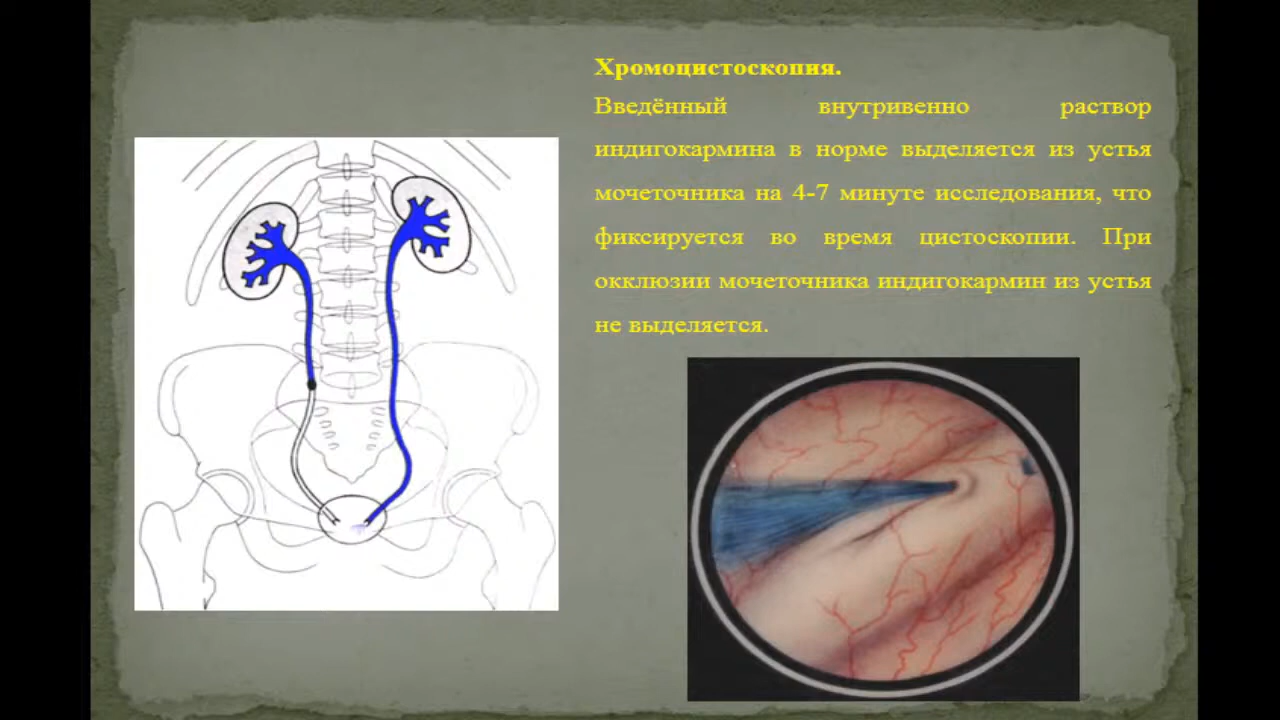 Хромоцистоскопия.
Введённый внутривенно раствор
индигокармина в норме выделяется из устья
мочеточника на 4-7 минуте исследования, что
фиксируется во время цистоскопии. При
окклюзии мочеточника индигокармин из устья
не выделяется.